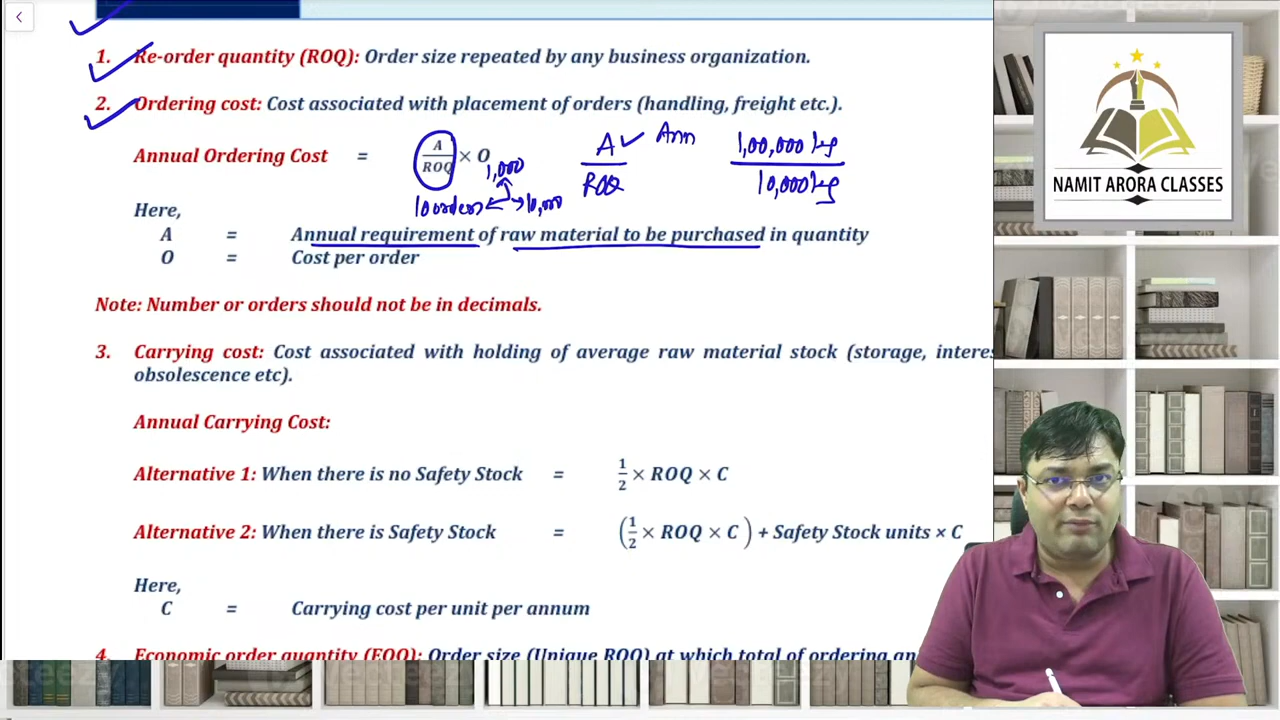 1. Re-order quantity (ROQ): Order size repeated by any business organization.
2. Ordering cost: Cost associated with placement of orders (handling, freight etc.).
Annual Ordering Cost = A/ROQ × O
1,000
10 orders 10,000
A Ann
ROQ
1,00,000 kg
10,000 kg
Here,
A = Annual requirement of raw material to be purchased in quantity
O = Cost per order
Note: Number or orders should not be in decimals.
3. Carrying cost: Cost associated with holding of average raw material stock (storage, interes
obsolescence etc).
Annual Carrying Cost:
Alternative 1: When there is no Safety Stock = 1/2 × ROQ × C
Alternative 2: When there is Safety Stock = (1/2 × ROQ × C) + Safety Stock units × C
Here,
C = Carrying cost per unit per annum
4. Economic order quantity (EOQ): Order size (Unique ROQ) at which total of ordering an
NAMIT ARORA CLASSES